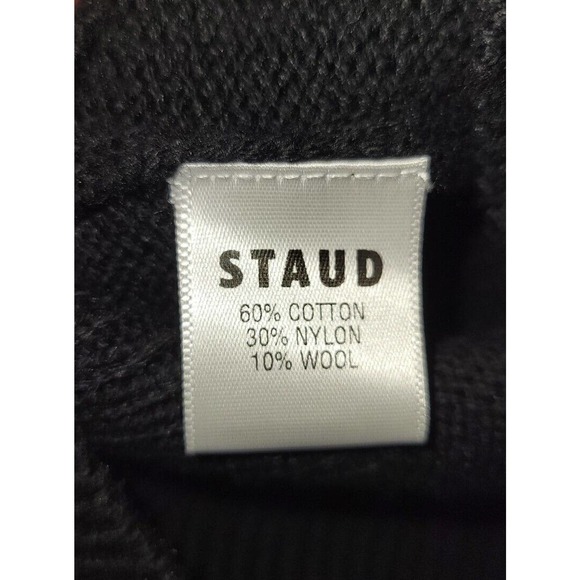 STAUD
60% COTTON
30% NYLON
10% WOOL